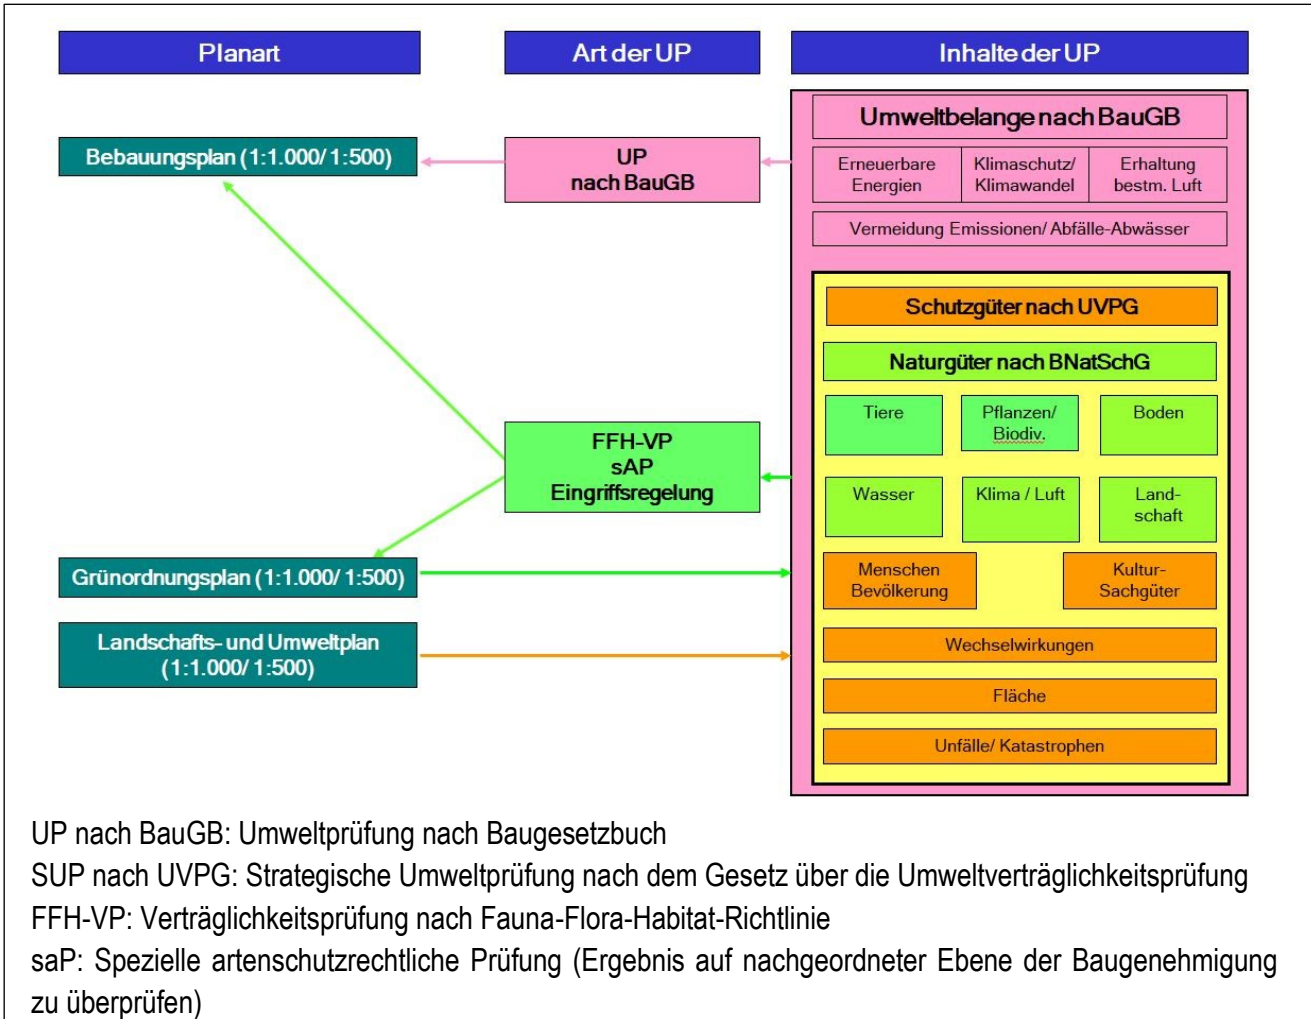 Planart
Art der UP
Inhalte der UP
Umweltbelange nach BauGB
Bebauungsplan (1:1.000/ 1:500)
UP
nach BauGB
Erneuerbare
Energien
Klimaschutz/
Klimawandel
Erhaltung
bestm. Luft
Vermeidung Emissionen/ Abfälle-Abwässer
Schutzgüter nach UVPG
Naturgüter nach BNatSchG
Tiere
Pflanzen/
Biodiv.
Boden
FFH-VP
sAP
Eingriffsregelung
Wasser
Klima / Luft
Land-
schaft
Grünordnungsplan (1:1.000/ 1:500)
Menschen
Bevölkerung
Kultur-
Sachgüter
Landschafts- und Umweltplan
(1:1.000/ 1:500)
Wechselwirkungen
Fläche
Unfälle/ Katastrophen
UP nach BauGB: Umweltprüfung nach Baugesetzbuch
SUP nach UVPG: Strategische Umweltprüfung nach dem Gesetz über die Umweltverträglichkeitsprüfung
FFH-VP: Verträglichkeitsprüfung nach Fauna-Flora-Habitat-Richtlinie
saP: Spezielle artenschutzrechtliche Prüfung (Ergebnis auf nachgeordneter Ebene der Baugenehmigung
zu überprüfen)